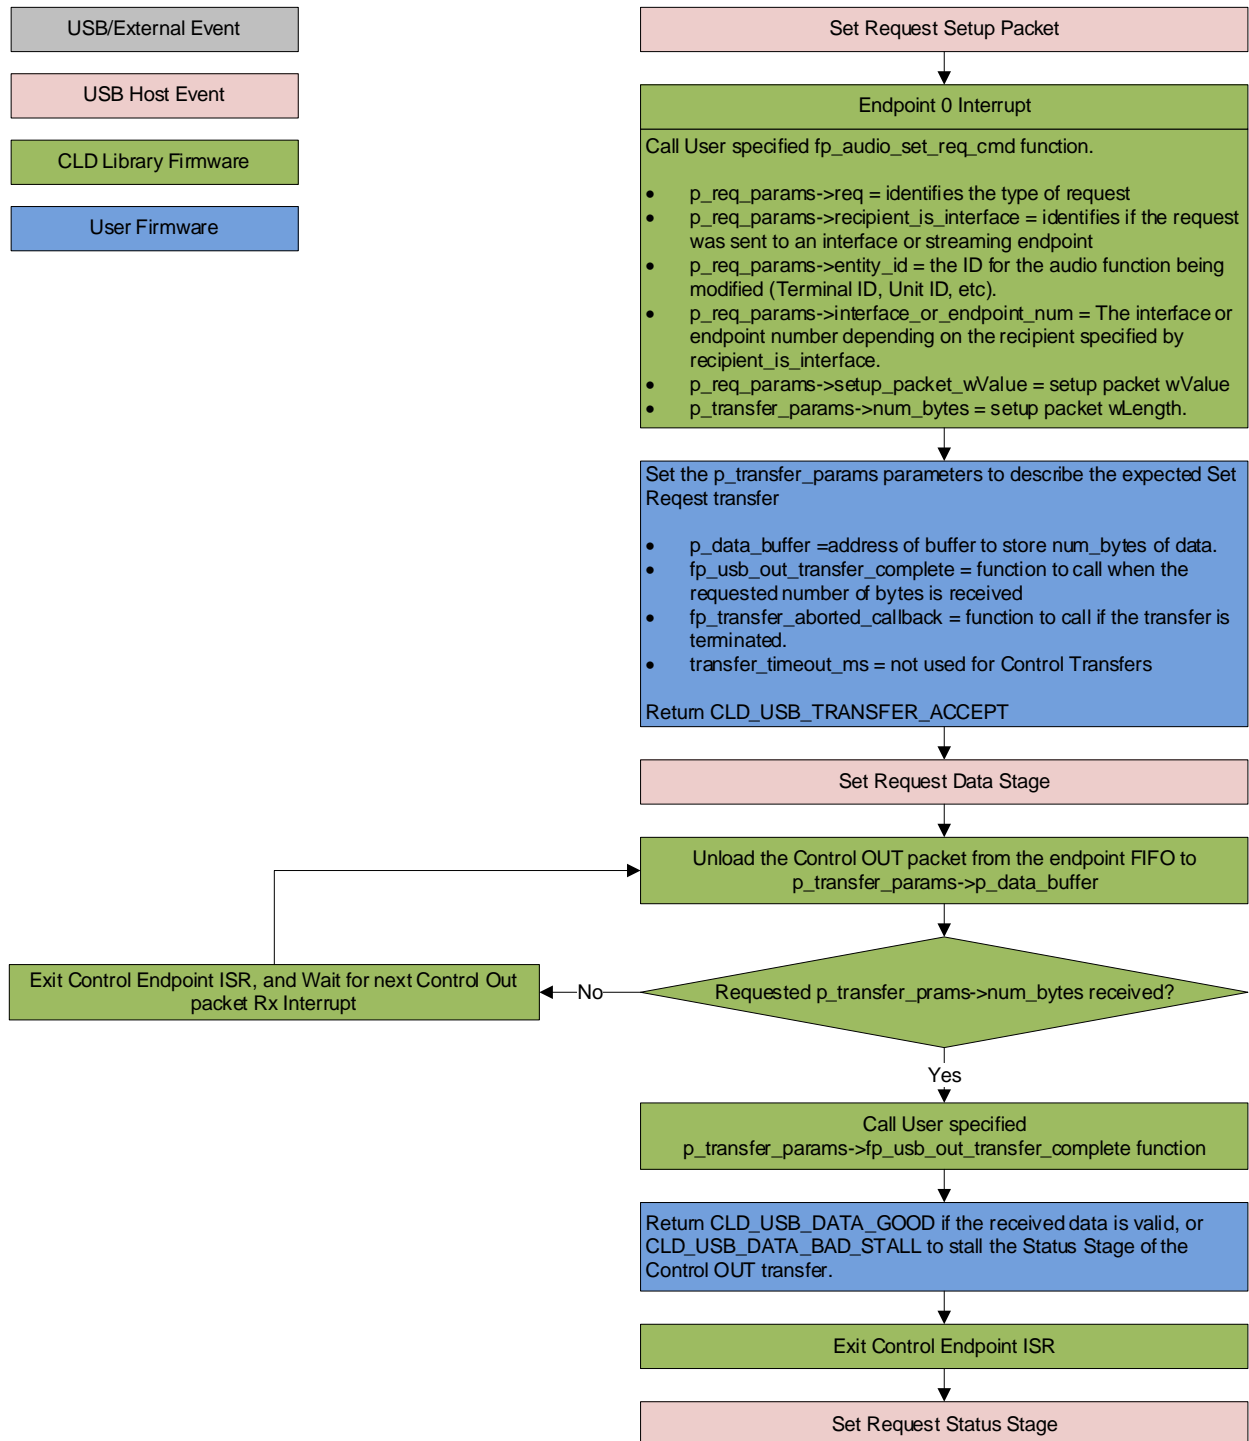 USB/External Event
USB Host Event
CLD Library Firmware
User Firmware
Set Request Setup Packet
Endpoint 0 Interrupt
Call User specified fp_audio_set_req_cmd function.
• p_req_params->req = identifies the type of request
• p_req_params->recipient_is_interface = identifies if the request
was sent to an interface or streaming endpoint
• p_req_params->entity_id = the ID for the audio function being
modified (Terminal ID, Unit ID, etc).
• p_req_params->interface_or_endpoint_num = The interface or
endpoint number depending on the recipient specified by
recipient_is_interface.
• p_req_params->setup_packet_wValue = setup packet wValue
• p_transfer_params->num_bytes = setup packet wLength.
Set the p_transfer_params parameters to describe the expected Set
Reqest transfer
• p_data_buffer =address of buffer to store num_bytes of data.
• fp_usb_out_transfer_complete = function to call when the
requested number of bytes is received
• fp_transfer_aborted_callback = function to call if the transfer is
terminated.
• transfer_timeout_ms = not used for Control Transfers
Return CLD_USB_TRANSFER_ACCEPT
Set Request Data Stage
Unload the Control OUT packet from the endpoint FIFO to
p_transfer_params->p_data_buffer
Exit Control Endpoint ISR, and Wait for next Control Out
packet Rx Interrupt
No
Requested p_transfer_prams->num_bytes received?
Yes
Call User specified
p_transfer_params->fp_usb_out_transfer_complete function
Return CLD_USB_DATA_GOOD if the received data is valid, or
CLD_USB_DATA_BAD_STALL to stall the Status Stage of the
Control OUT transfer.
Exit Control Endpoint ISR
Set Request Status Stage